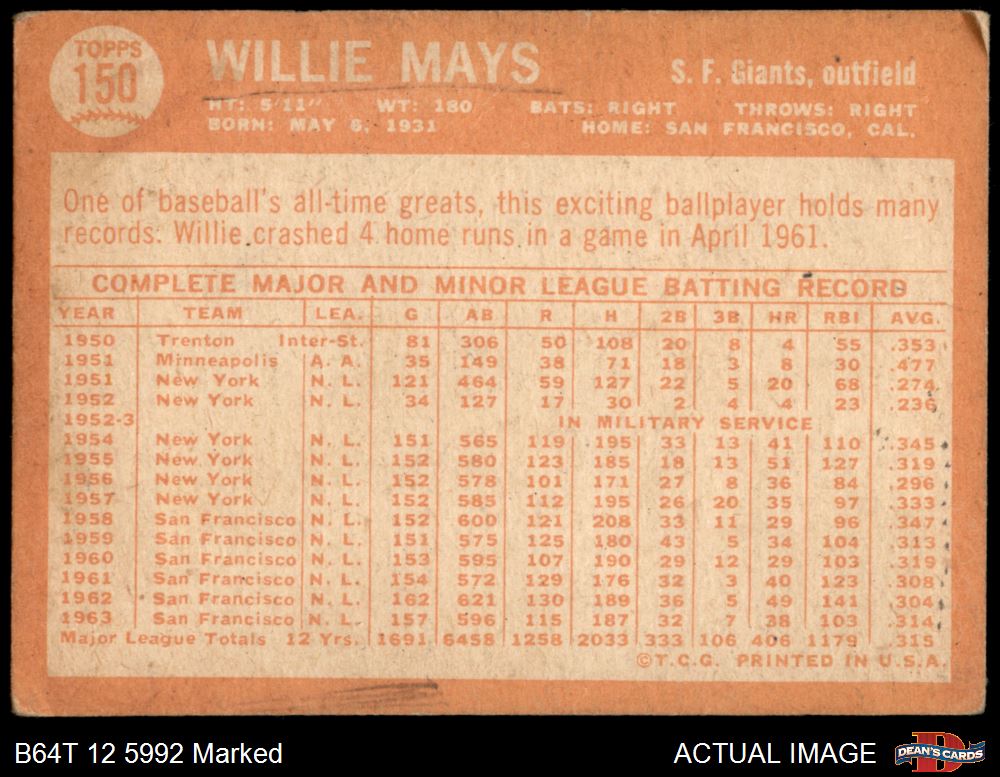 TOPPS
150
WILLIE MAYS
S. F. Giants, outfield
HT: 5'11" WT: 180 BATS: RIGHT THROWS: RIGHT
BORN: MAY 6, 1931 HOME: SAN FRANCISCO, CAL.
One of baseball's all-time greats, this exciting ballplayer holds many
records. Willie crashed 4 home runs in a game in April 1961.
COMPLETE MAJOR AND MINOR LEAGUE BATTING RECORD
YEAR TEAM LEA. G AB R H 2B 3B HR RBI AVG.
1950 Trenton Inter-St. 81 306 50 108 20 8 4 55 .353
1951 Minneapolis A. A. 35 149 38 71 18 3 8 30 .477
1951 New York N. L. 121 464 59 127 22 5 20 68 .274
1952 New York N. L. 34 127 17 30 2 4 4 23 .236
1952-3 IN MILITARY SERVICE
1954 New York N. L. 151 565 119 195 33 13 41 110 .345
1955 New York N. L. 152 580 123 185 18 13 51 127 .319
1956 New York N. L. 152 578 101 171 27 8 36 84 .296
1957 New York N. L. 152 585 112 195 26 20 35 97 .333
1958 San Francisco N. L. 152 600 121 208 33 11 29 96 .347
1959 San Francisco N. L. 151 575 125 180 43 5 34 104 .313
1960 San Francisco N. L. 153 595 107 190 29 12 29 103 .319
1961 San Francisco N. L. 154 572 129 176 32 3 40 123 .308
1962 San Francisco N. L. 162 621 130 189 36 5 49 141 .304
1963 San Francisco N. L. 157 596 115 187 32 7 38 103 .314
Major League Totals 12 Yrs. 1691 6458 1258 2033 333 106 406 1179 .315
©T.C.G. PRINTED IN U.S.A.
B64T 12 5992 Marked
ACTUAL IMAGE
DEAN'S CARDS